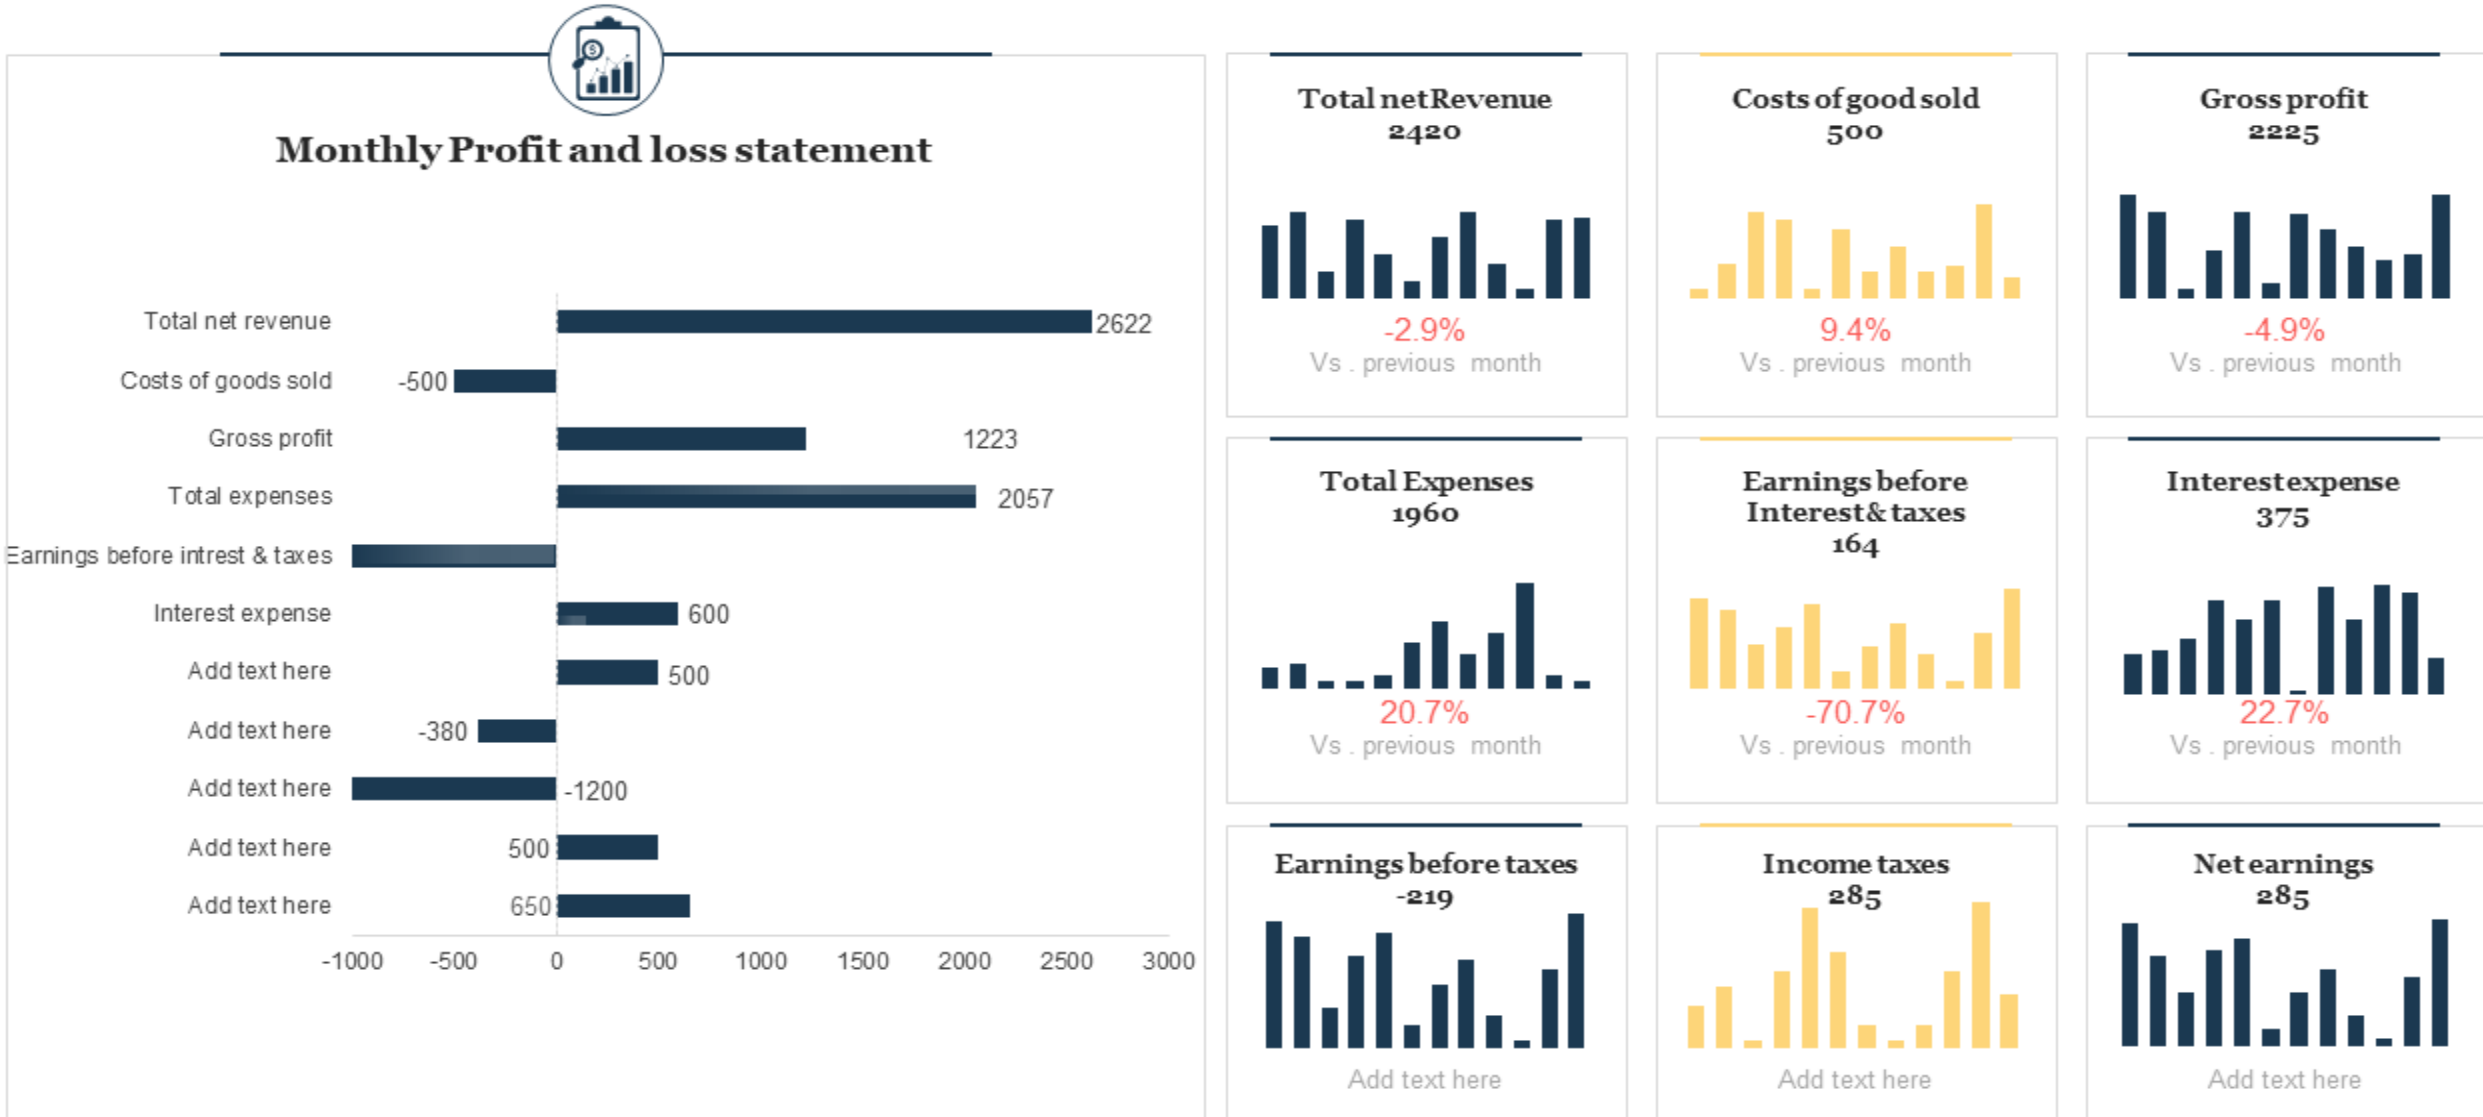 Monthly Profit and loss statement
Total net revenue
2622
Costs of goods sold
-500
Gross profit
1223
Total expenses
2057
Earnings before intrest & taxes
Interest expense
600
Add text here
500
Add text here
-380
Add text here
-1200
Add text here
500
Add text here
650
-1000 -500 0 500 1000 1500 2000 2500 3000
Total net Revenue
2420
-2.9%
Vs . previous month
Costs of good sold
500
9.4%
Vs . previous month
Gross profit
2225
-4.9%
Vs . previous month
Total Expenses
1960
20.7%
Vs . previous month
Earnings before
Interest & taxes
164
-70.7%
Vs . previous month
Interest expense
375
22.7%
Vs . previous month
Earnings before taxes
-219
Add text here
Income taxes
285
Add text here
Net earnings
285
Add text here